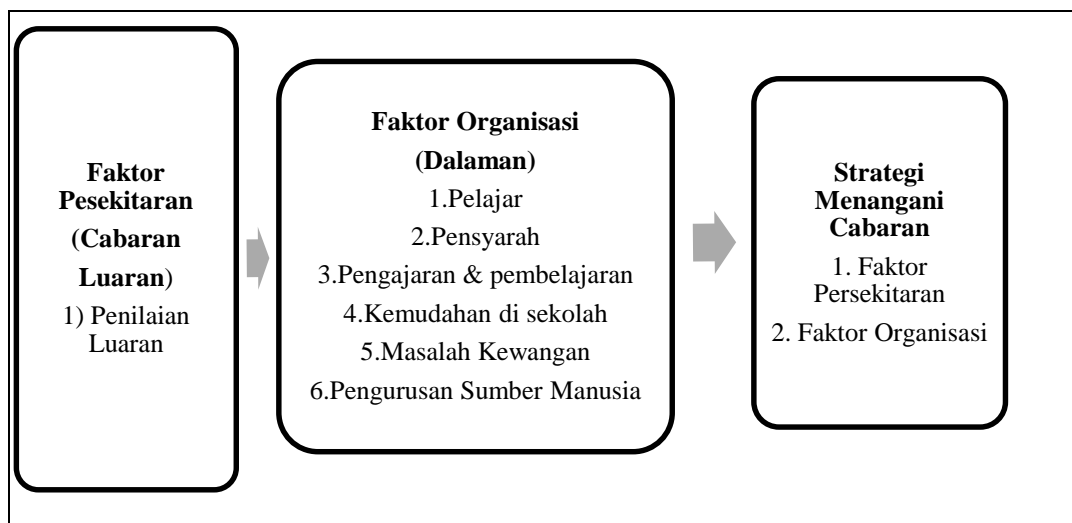 Faktor
Pesekitaran
(Cabaran
Luaran)
1) Penilaian
Luaran
Faktor Organisasi
(Dalaman)
1.Pelajar
2.Pensyarah
3.Pengajaran & pembelajaran
4.Kemudahan di sekolah
5.Masalah Kewangan
6.Pengurusan Sumber Manusia
Strategi
Menangani
Cabaran
1. Faktor
Persekitaran
2. Faktor Organisasi